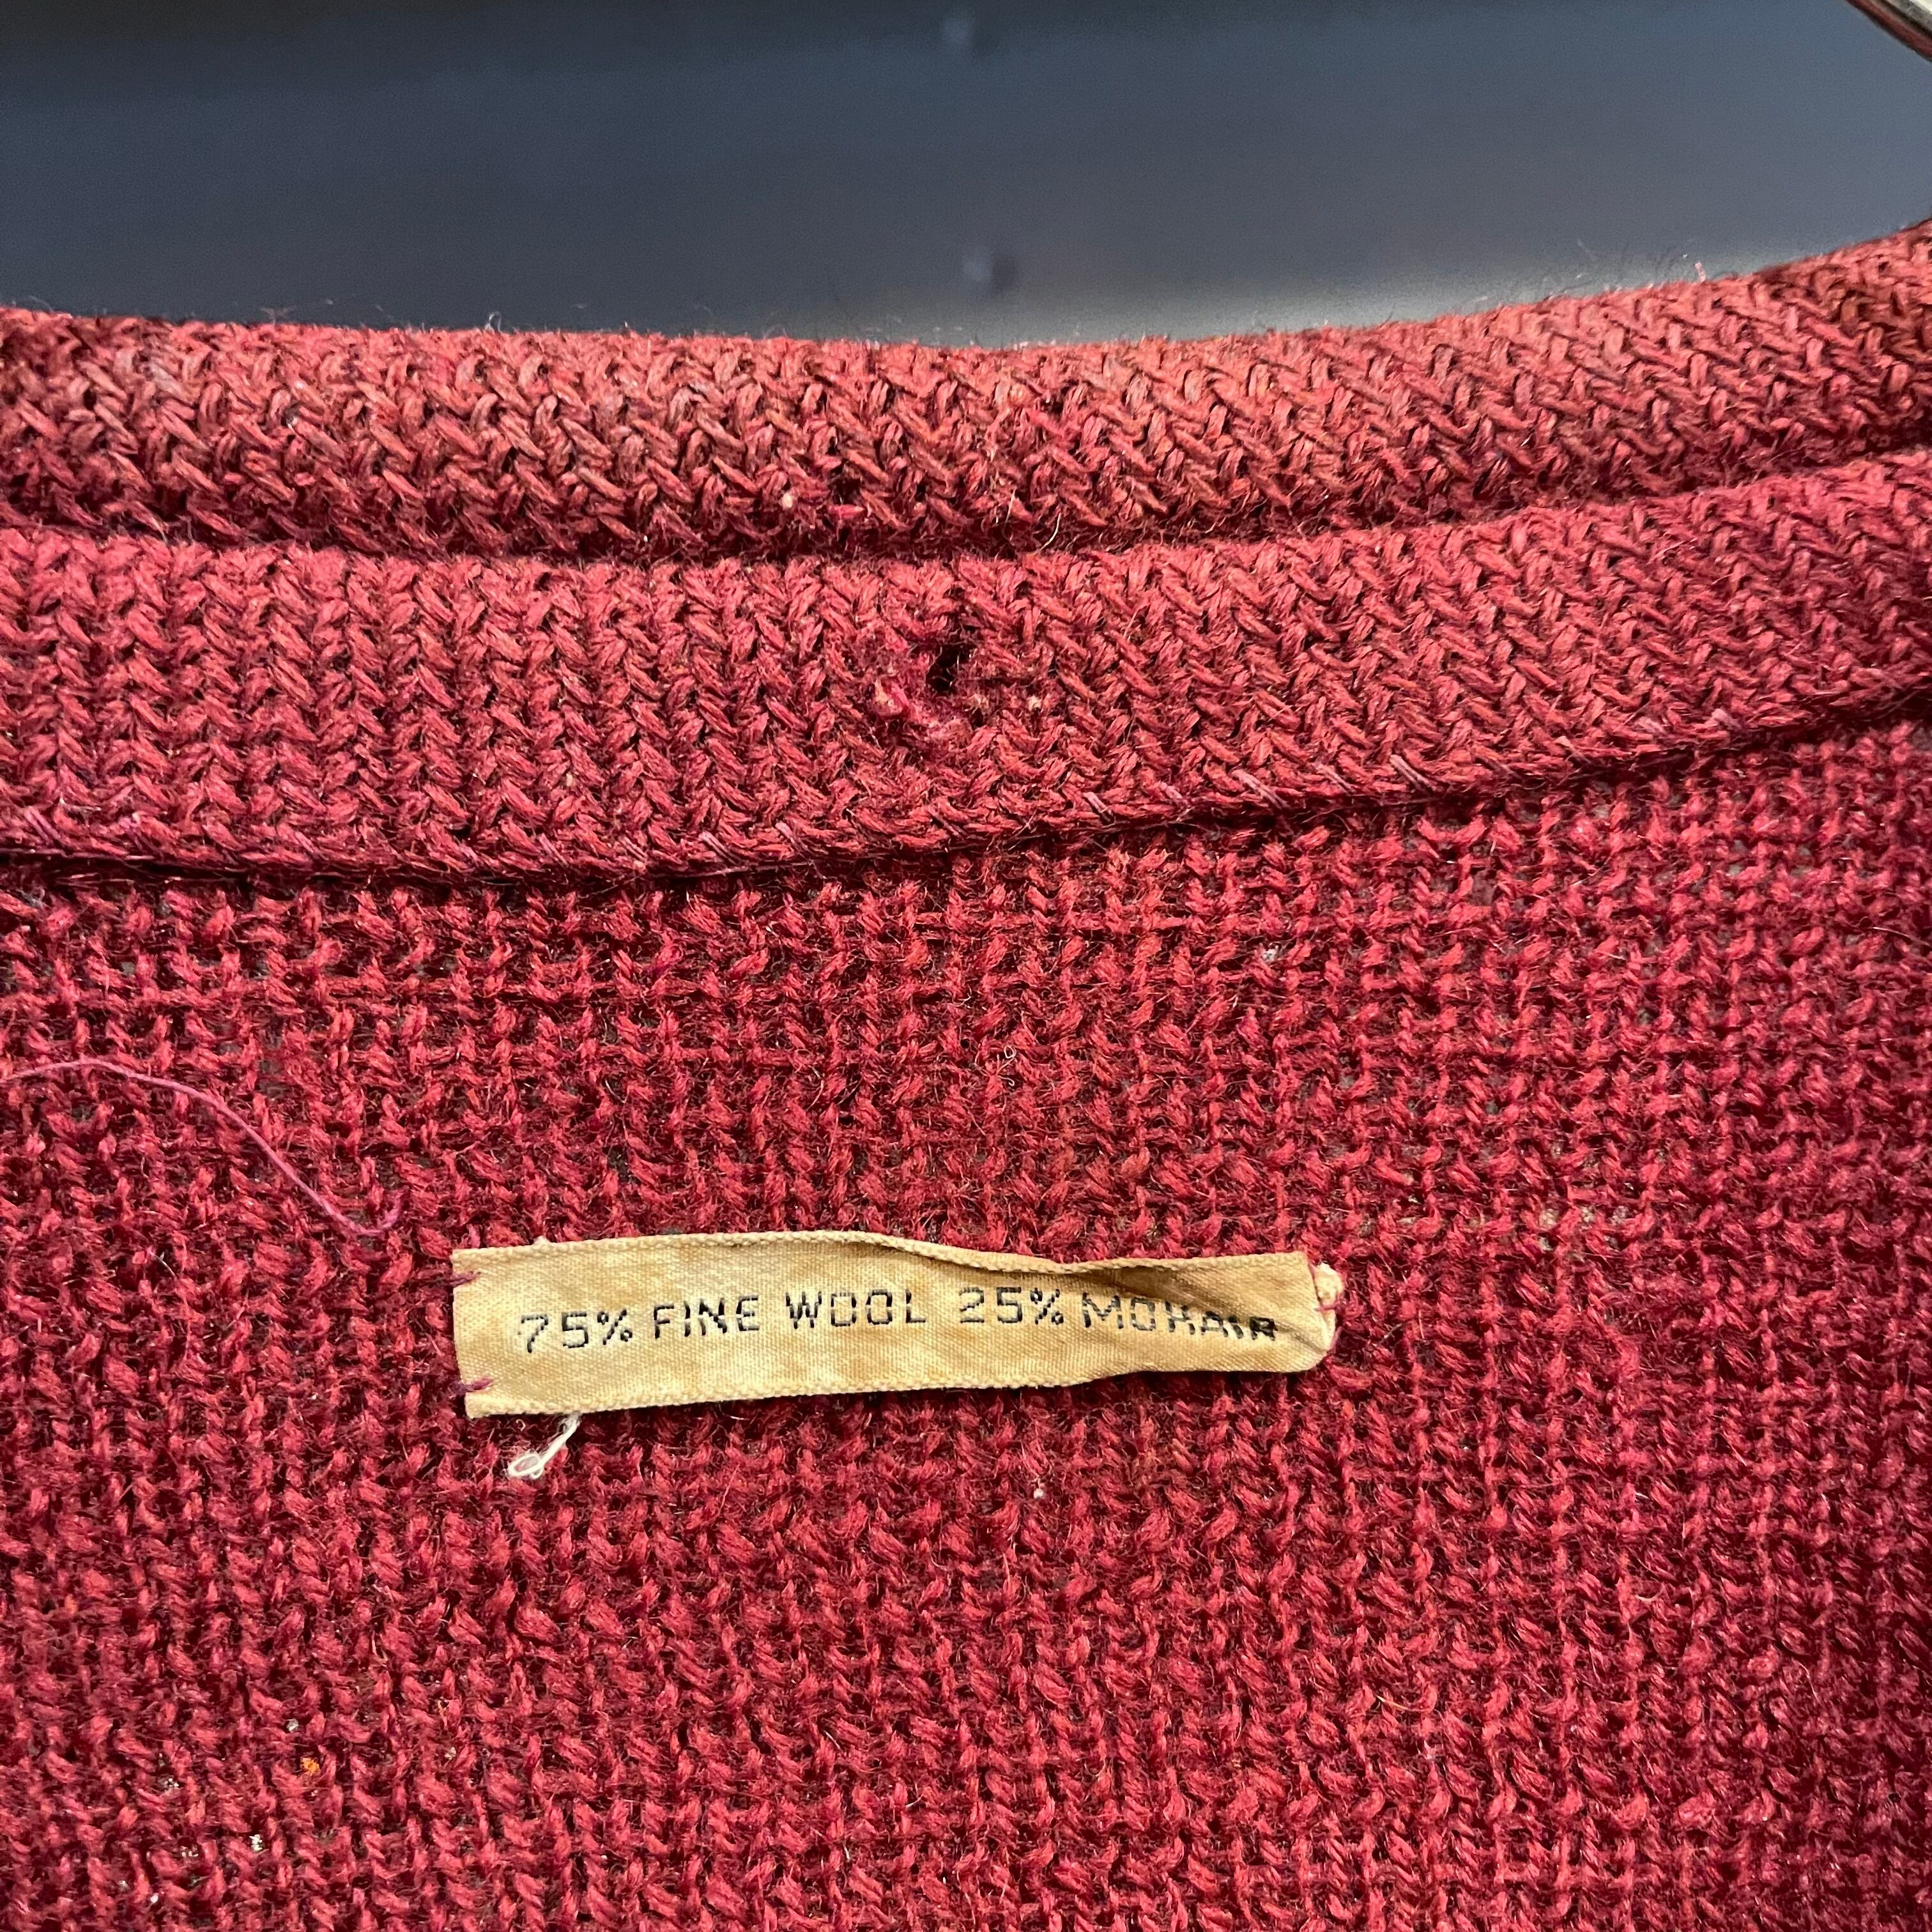 75% FINE WOOL 25% MOHAIR